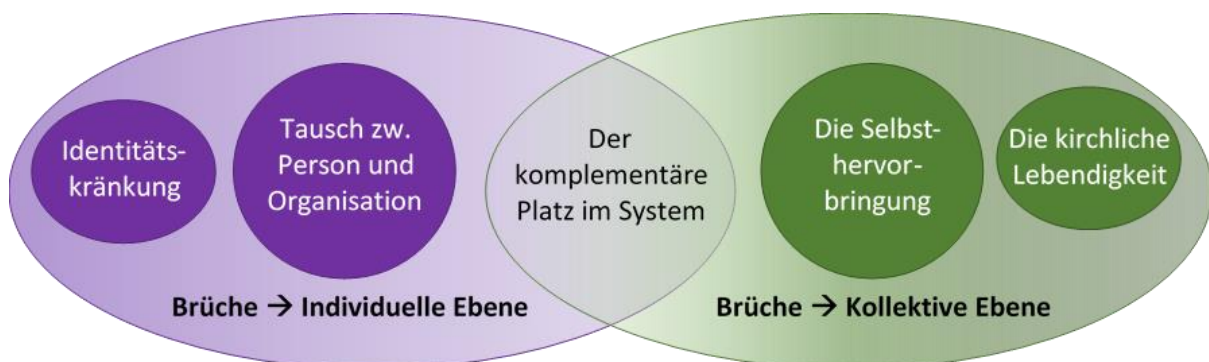 Identitäts-
kränkung
Tausch zw.
Person und
Organisation
Der
komplementäre
Platz im System
Die Selbst-
hervor-
bringung
Die kirchliche
Lebendigkeit
Brüche → Individuelle Ebene
Brüche → Kollektive Ebene